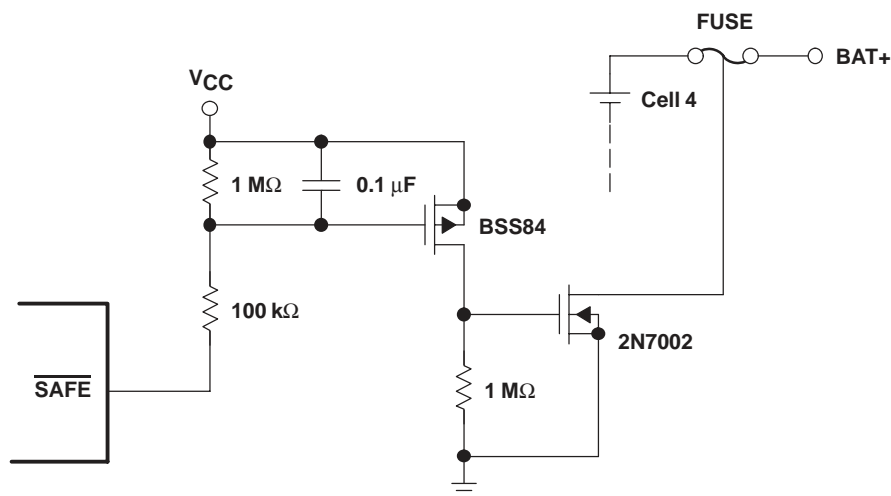 FUSE
BAT+
Cell 4
VCC
1 MΩ
0.1 µF
BSS84
100 kΩ
2N7002
SAFE
1 MΩ